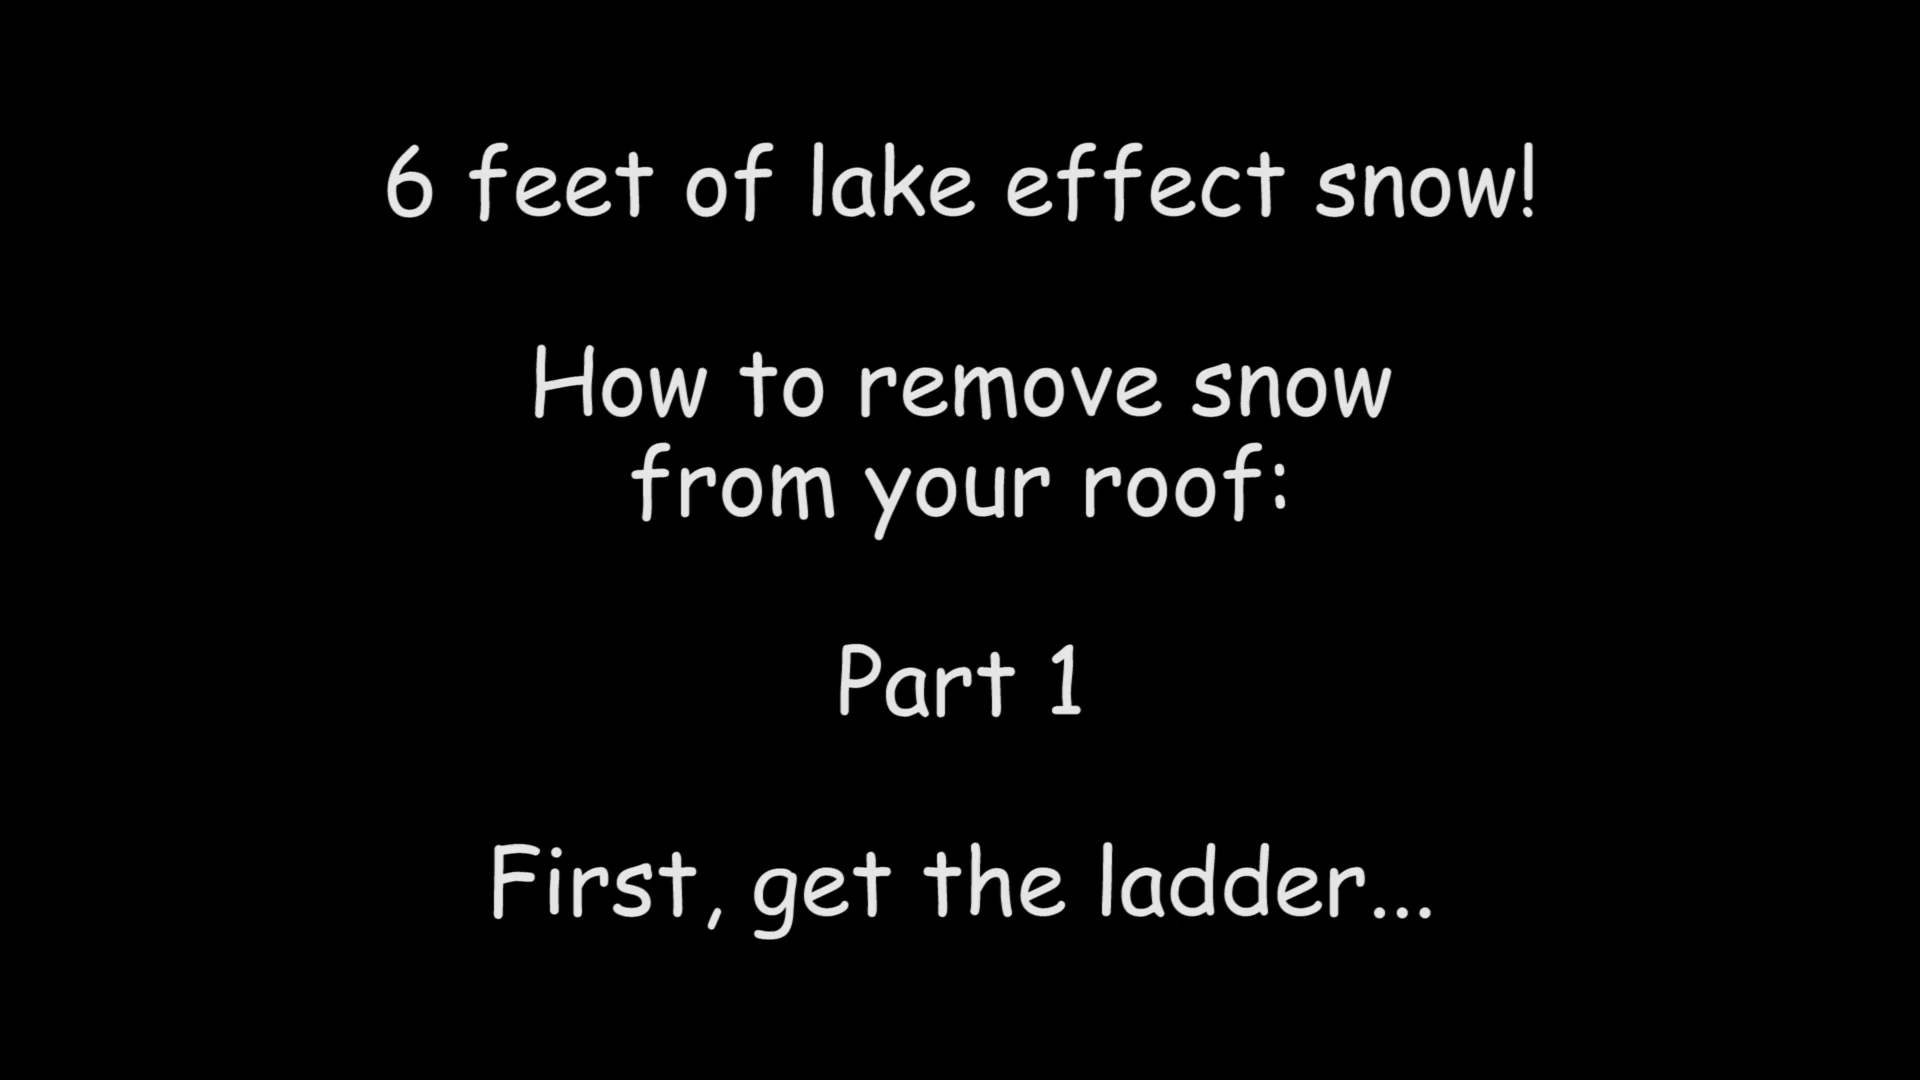 6 feet of lake effect snow!
How to remove snow
from your roof:
Part 1
First, get the ladder...